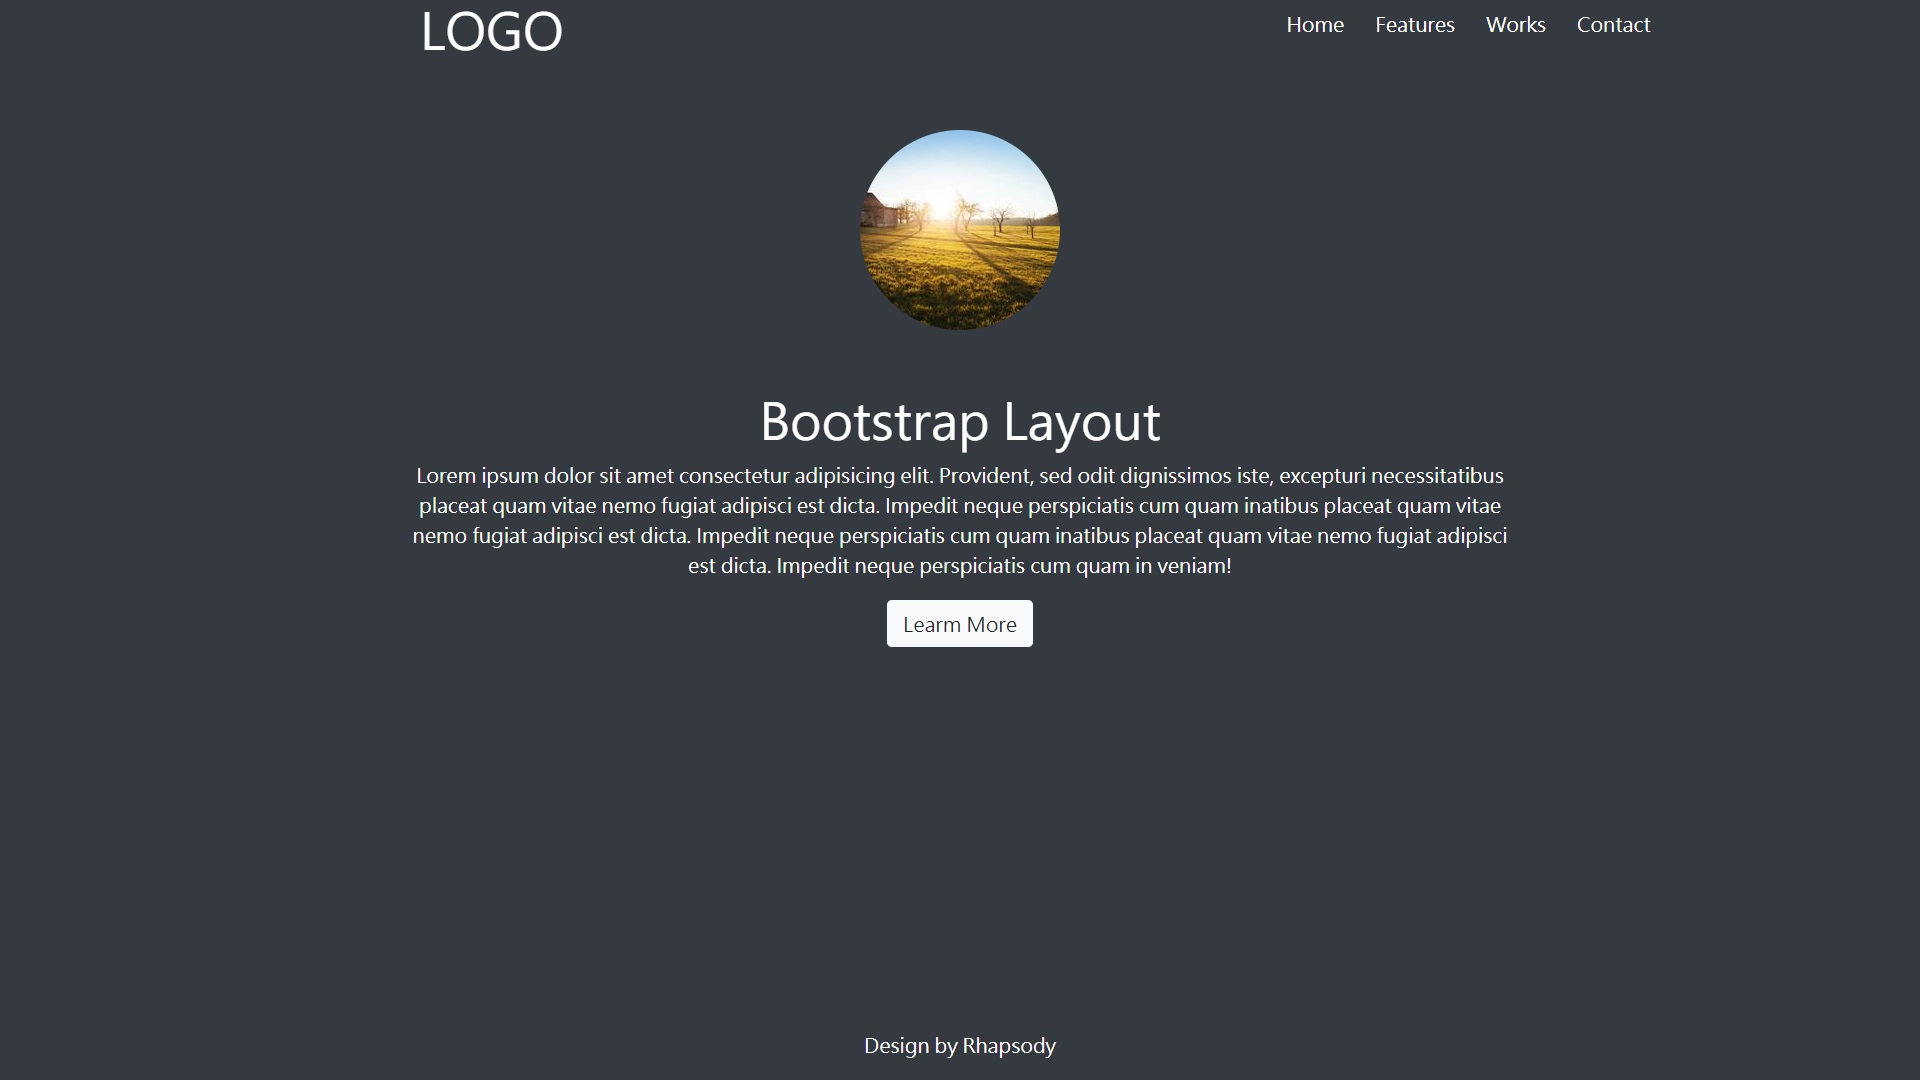 LOGO
Home Features Works Contact
Bootstrap Layout
Lorem ipsum dolor sit amet consectetur adipisicing elit. Provident, sed odit dignissimos iste, excepturi necessitatibus
placeat quam vitae nemo fugiat adipisci est dicta. Impedit neque perspiciatis cum quam inatibus placeat quam vitae
nemo fugiat adipisci est dicta. Impedit neque perspiciatis cum quam inatibus placeat quam vitae nemo fugiat adipisci
est dicta. Impedit neque perspiciatis cum quam in veniam!
Learm More
Design by Rhapsody